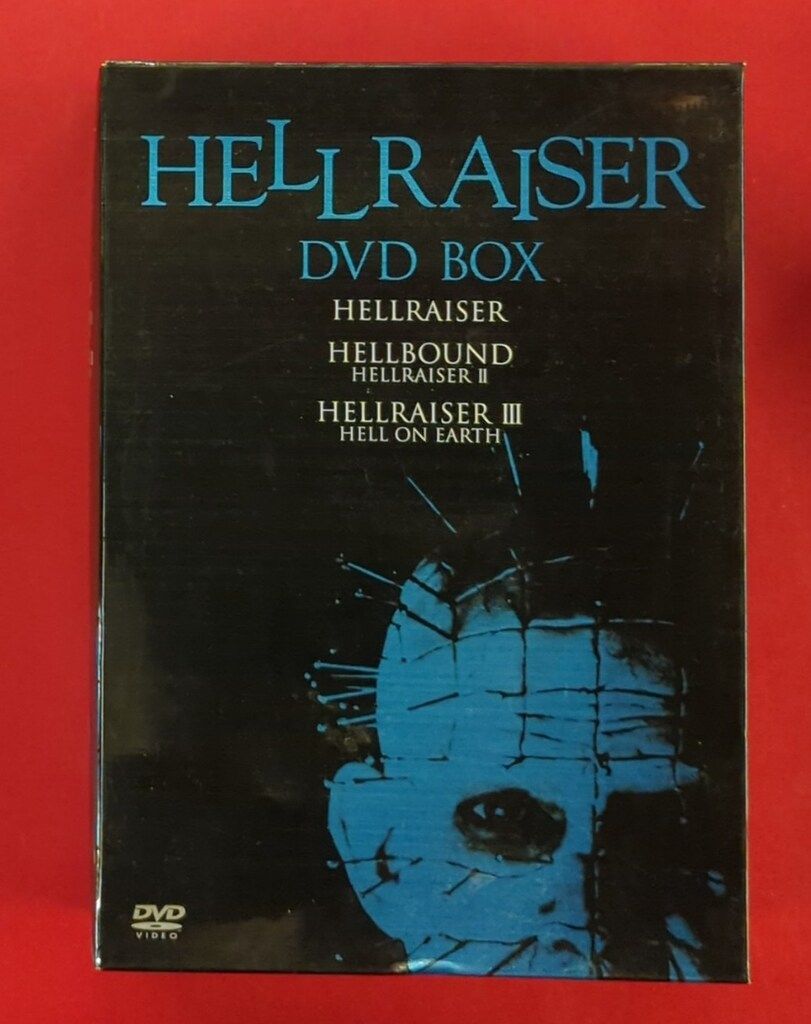 HELLRAISER
DVD BOX
HELLRAISER
HELLBOUND
HELLRAISER II
HELLRAISER III
HELL ON EARTH
DVD
VIDEO